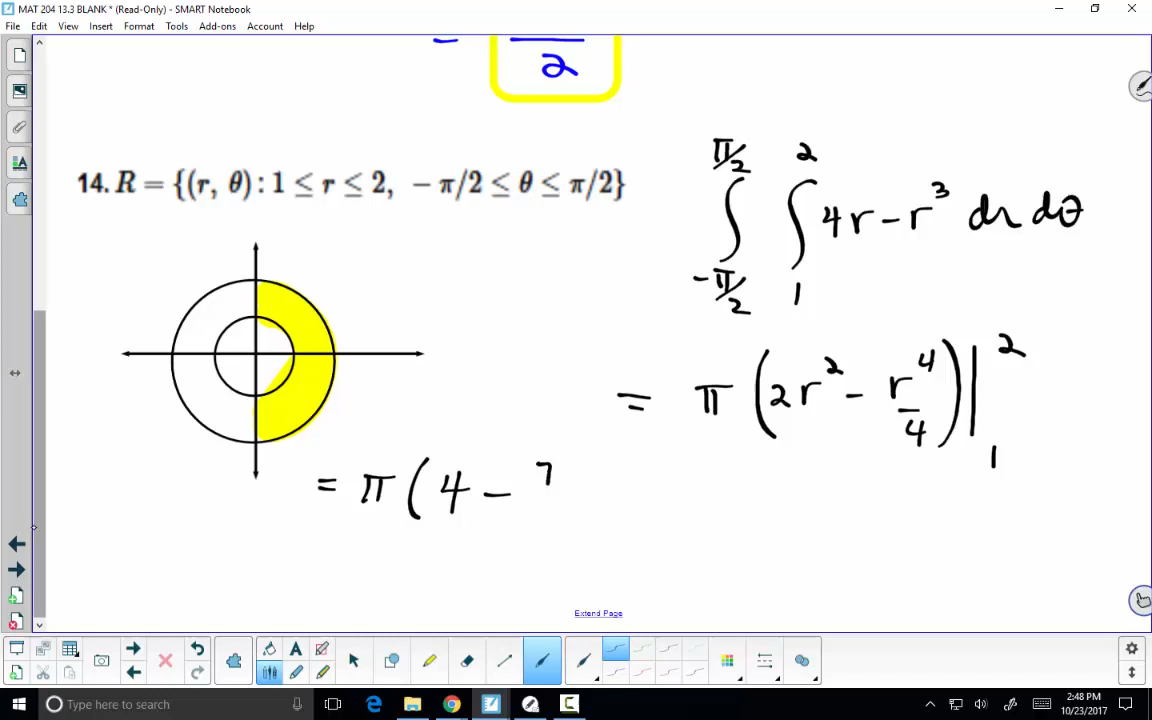 MAT 204 13.3 BLANK * (Read-Only) - SMART Notebook
File Edit View Insert Format Tools Add-ons Account Help
= 2
14. R = {(r, θ) : 1 ≤ r ≤ 2, − π/2 ≤ θ ≤ π/2}
∫_{-π/2}^{π/2} ∫_1^2 4r − r³ dr dθ
= π (2r² − r⁴/4) |_1^2
= π ( 4 − 7
Extend Page
Type here to search
2:48 PM
10/23/2017